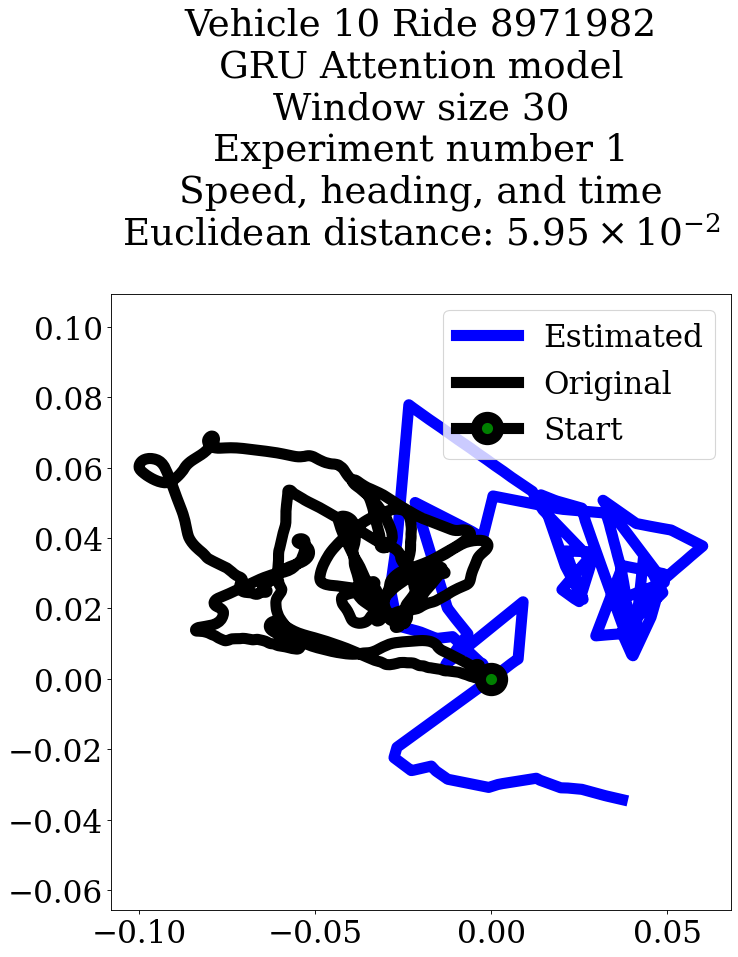 Vehicle 10 Ride 8971982
GRU Attention model
Window size 30
Experiment number 1
Speed, heading, and time
Euclidean distance: 5.95 × 10⁻²
Estimated
Original
Start
0.10
0.08
0.06
0.04
0.02
0.00
−0.02
−0.04
−0.06
−0.10
−0.05
0.00
0.05